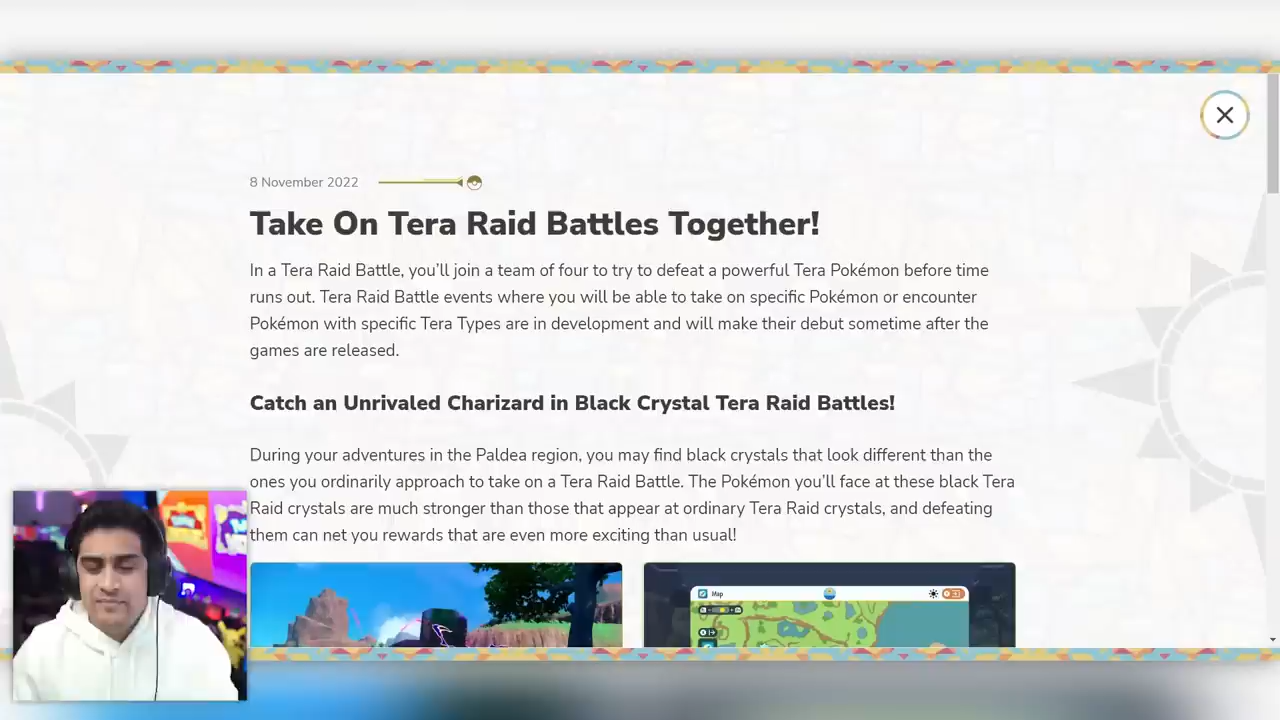 8 November 2022
Take On Tera Raid Battles Together!
In a Tera Raid Battle, you'll join a team of four to try to defeat a powerful Tera Pokémon before time
runs out. Tera Raid Battle events where you will be able to take on specific Pokémon or encounter
Pokémon with specific Tera Types are in development and will make their debut sometime after the
games are released.
Catch an Unrivaled Charizard in Black Crystal Tera Raid Battles!
During your adventures in the Paldea region, you may find black crystals that look different than the
ones you ordinarily approach to take on a Tera Raid Battle. The Pokémon you'll face at these black Tera
Raid crystals are much stronger than those that appear at ordinary Tera Raid crystals, and defeating
them can net you rewards that are even more exciting than usual!
Map